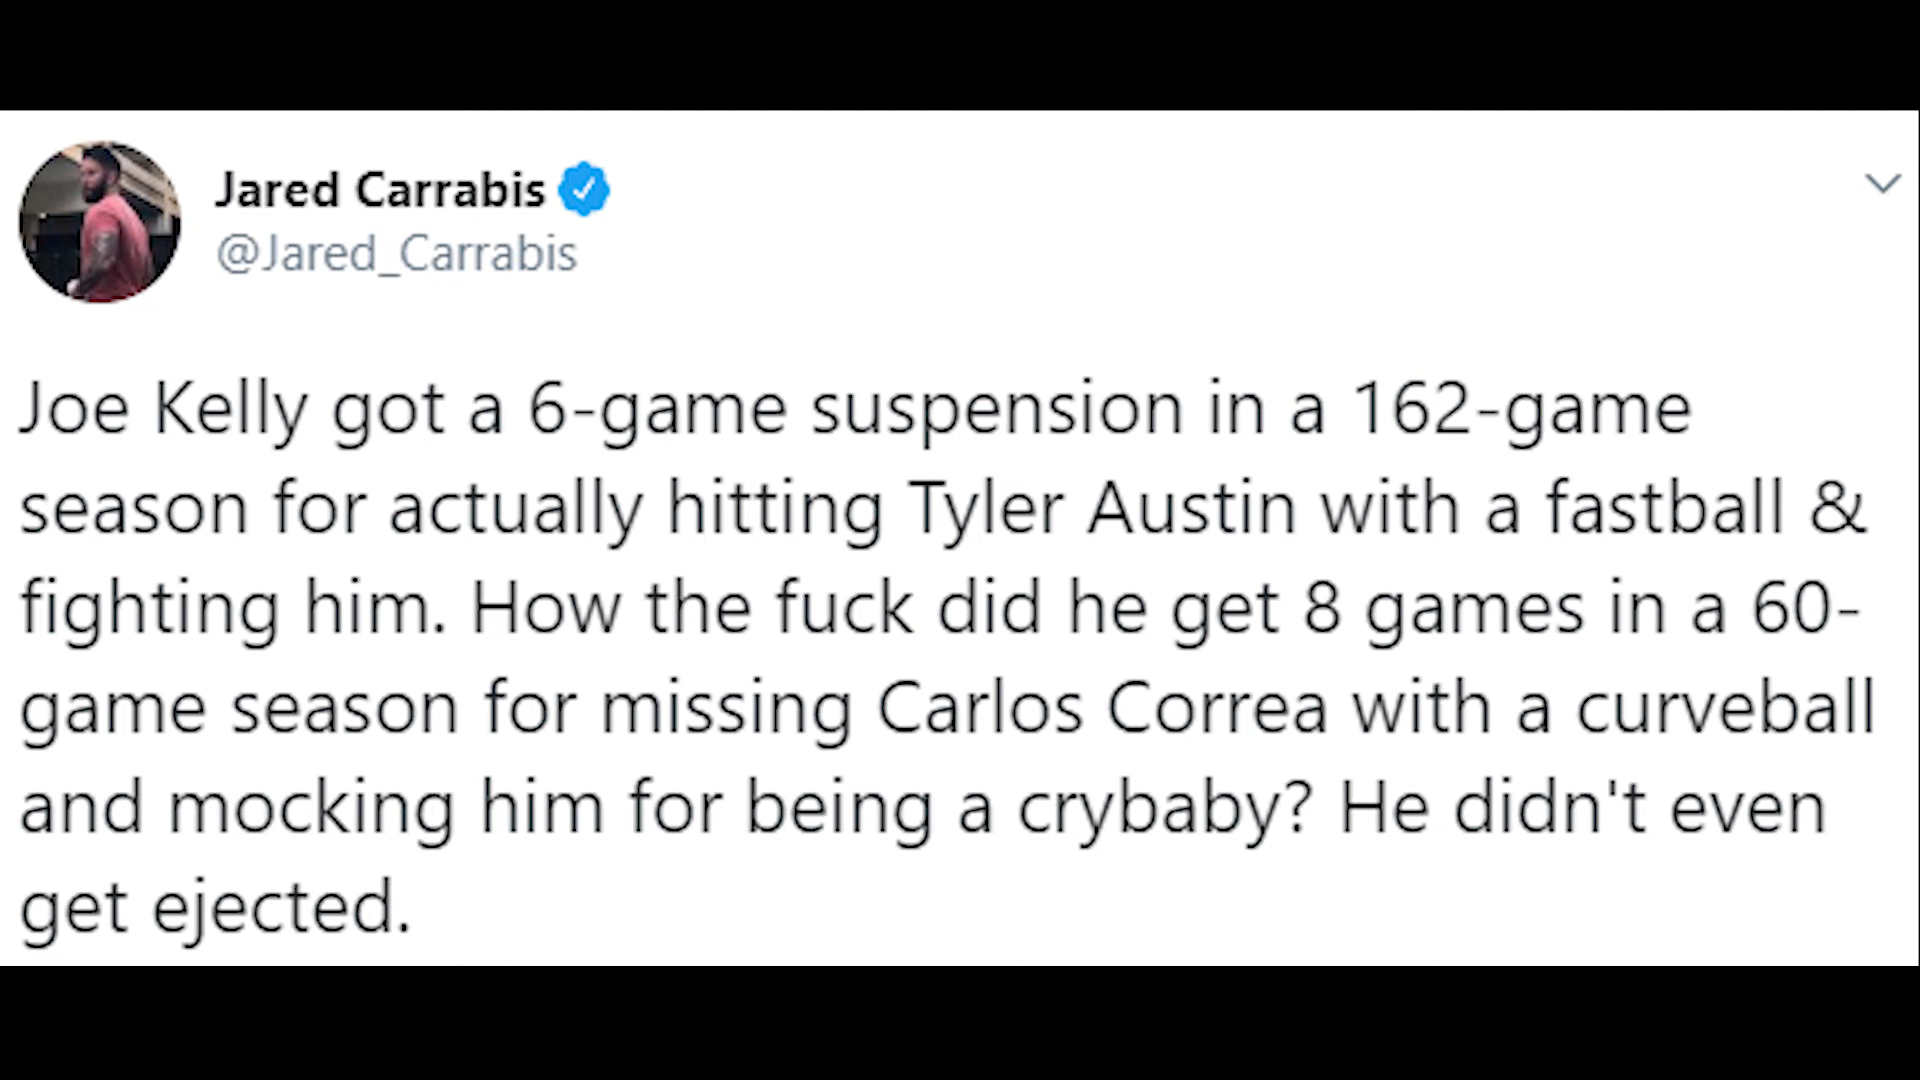 Jared Carrabis
@Jared_Carrabis
Joe Kelly got a 6-game suspension in a 162-game
season for actually hitting Tyler Austin with a fastball &
fighting him. How the fuck did he get 8 games in a 60-
game season for missing Carlos Correa with a curveball
and mocking him for being a crybaby? He didn't even
get ejected.